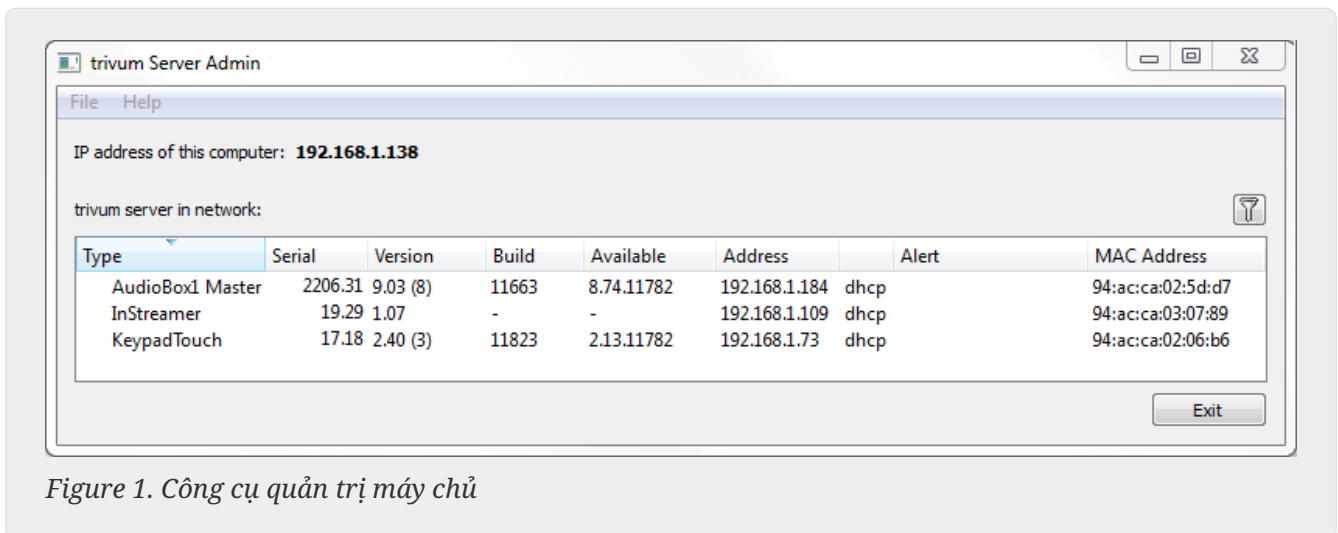 trivum Server Admin
File Help
IP address of this computer: 192.168.1.138
trivum server in network:
Type Serial Version Build Available Address Alert MAC Address
AudioBox1 Master 2206.31 9.03 (8) 11663 8.74.11782 192.168.1.184 dhcp 94:ac:ca:02:5d:d7
InStreamer 19.29 1.07 - - 192.168.1.109 dhcp 94:ac:ca:03:07:89
KeypadTouch 17.18 2.40 (3) 11823 2.13.11782 192.168.1.73 dhcp 94:ac:ca:02:06:b6
Exit
Figure 1. Công cụ quản trị máy chủ